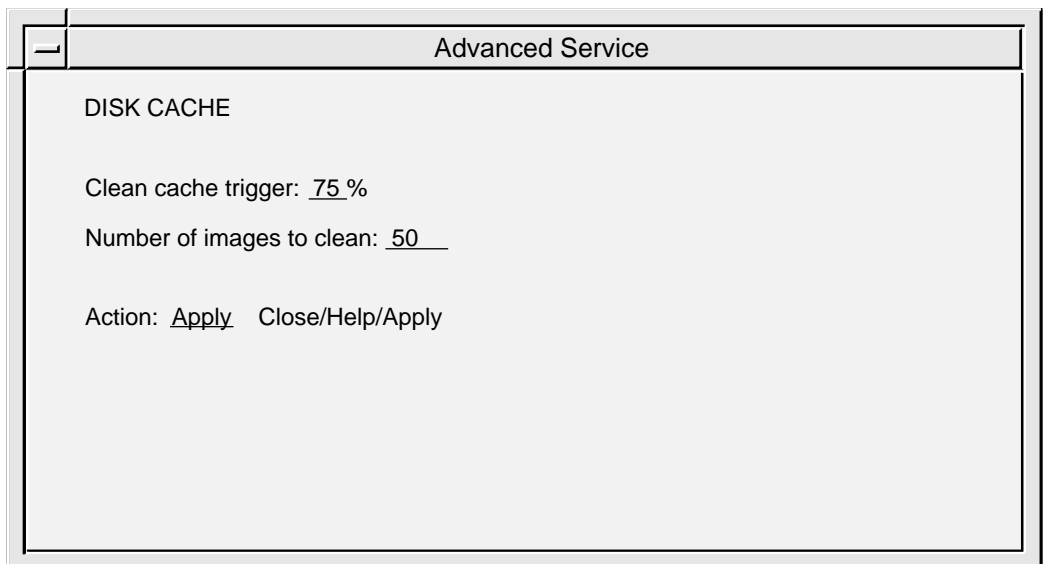 Advanced Service
DISK CACHE
Clean cache trigger: 75 %
Number of images to clean: 50
Action: Apply Close/Help/Apply